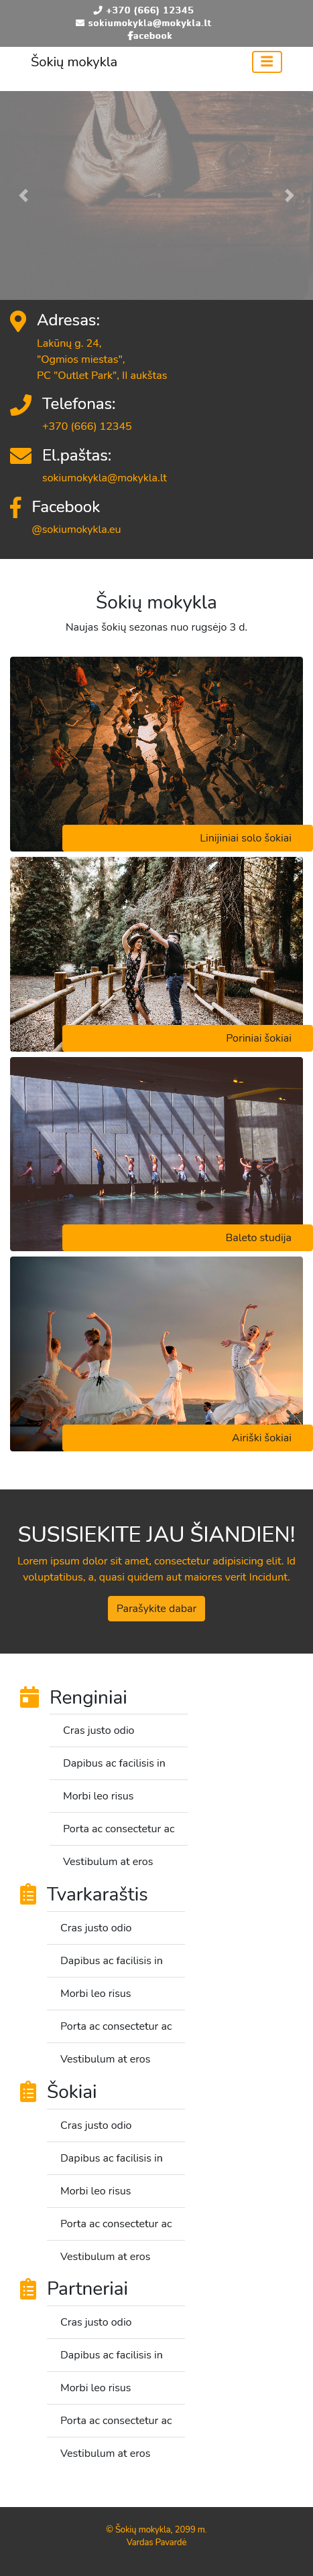 +370 (666) 12345
sokiumokykla@mokykla.lt
facebook
Šokių mokykla
Adresas:
Lakūnų g. 24,
"Ogmios miestas",
PC "Outlet Park", II aukštas
Telefonas:
+370 (666) 12345
El.paštas:
sokiumokykla@mokykla.lt
Facebook
@sokiumokykla.eu
Šokių mokykla
Naujas šokių sezonas nuo rugsėjo 3 d.
Linijiniai solo šokiai
Poriniai šokiai
Baleto studija
Airiški šokiai
SUSISIEKITE JAU ŠIANDIEN!
Lorem ipsum dolor sit amet, consectetur adipisicing elit. Id
voluptatibus, a, quasi quidem aut maiores verit Incidunt.
Parašykite dabar
Renginiai
Cras justo odio
Dapibus ac facilisis in
Morbi leo risus
Porta ac consectetur ac
Vestibulum at eros
Tvarkaraštis
Cras justo odio
Dapibus ac facilisis in
Morbi leo risus
Porta ac consectetur ac
Vestibulum at eros
Šokiai
Cras justo odio
Dapibus ac facilisis in
Morbi leo risus
Porta ac consectetur ac
Vestibulum at eros
Partneriai
Cras justo odio
Dapibus ac facilisis in
Morbi leo risus
Porta ac consectetur ac
Vestibulum at eros
© Šokių mokykla, 2099 m.
Vardas Pavardė